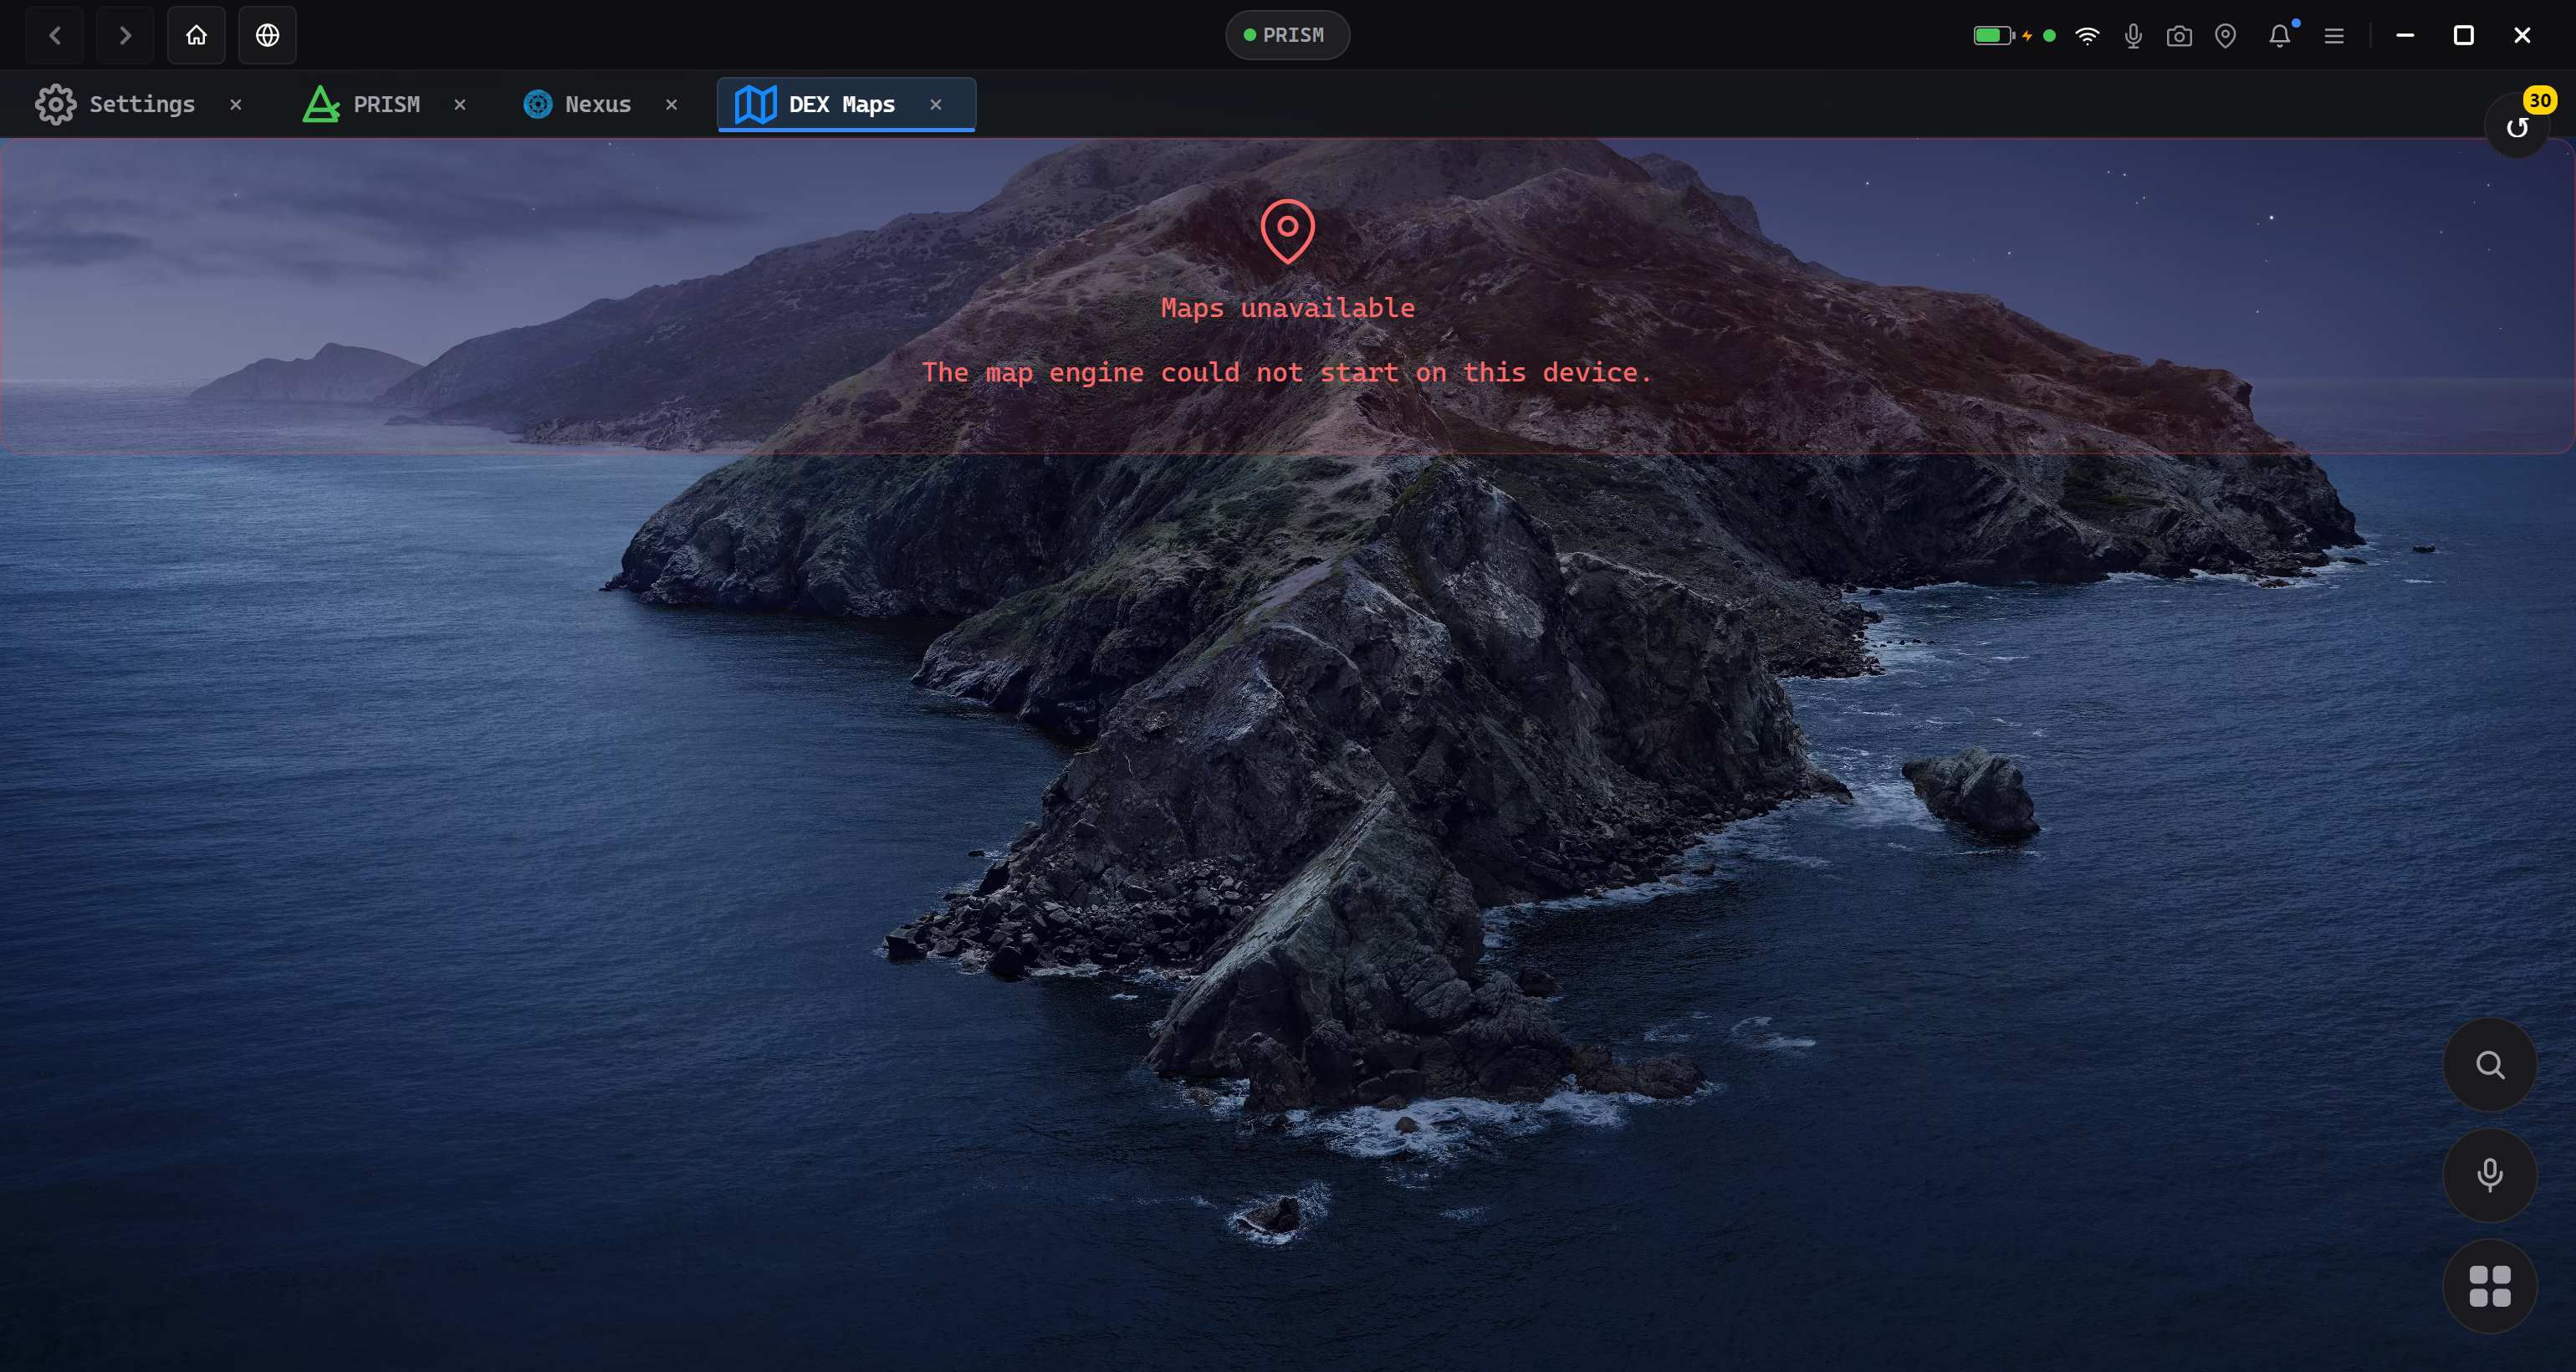 PRISM
Settings
PRISM
Nexus
DEX Maps
30
Maps unavailable
The map engine could not start on this device.